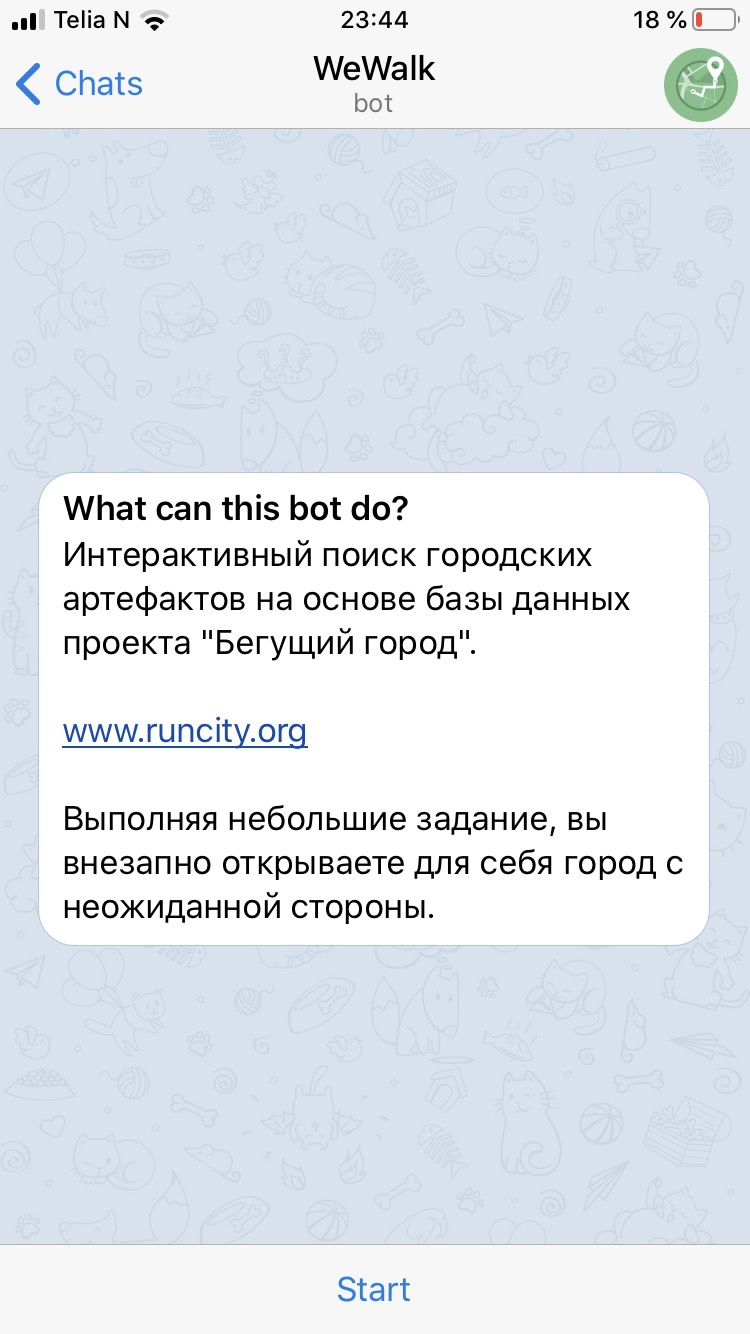 Telia N 23:44 18 %
Chats WeWalk
bot
What can this bot do?
Интерактивный поиск городских
артефактов на основе базы данных
проекта "Бегущий город".
www.runcity.org
Выполняя небольшие задание, вы
внезапно открываете для себя город с
неожиданной стороны.
Start